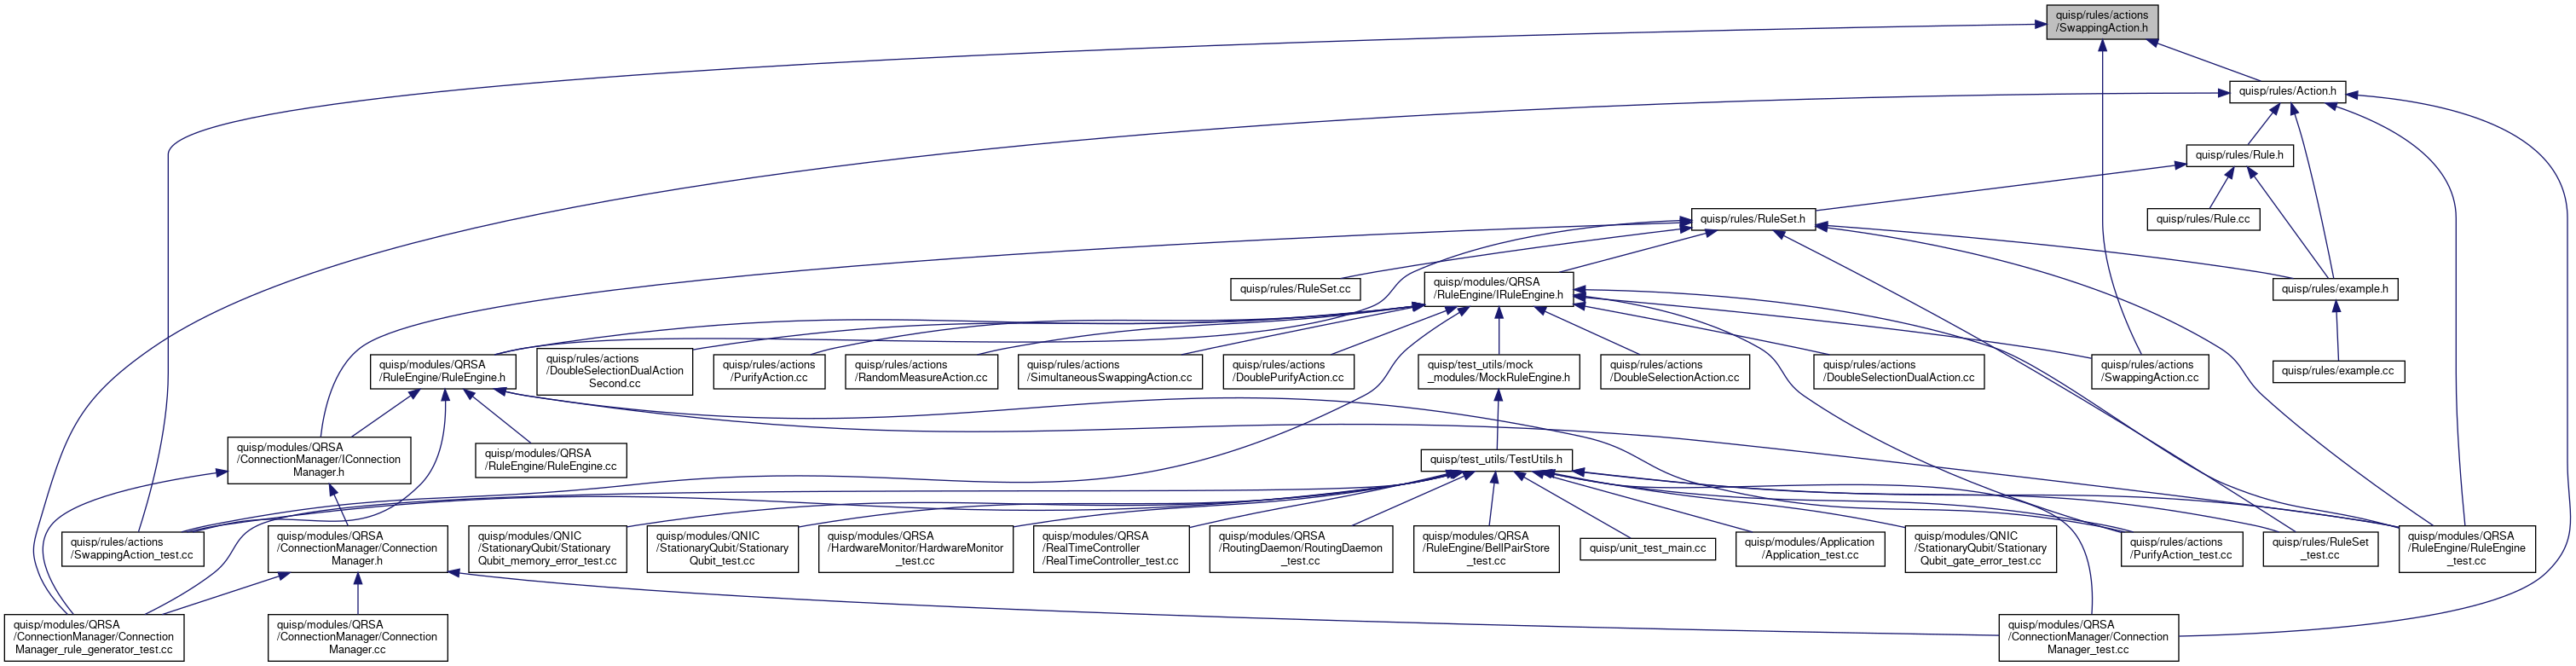 quisp/rules/actions
/SwappingAction.h
quisp/rules/Action.h
quisp/rules/Rule.h
quisp/rules/RuleSet.h
quisp/rules/Rule.cc
quisp/rules/RuleSet.cc
quisp/modules/QRSA
/RuleEngine/IRuleEngine.h
quisp/rules/example.h
quisp/modules/QRSA
/RuleEngine/RuleEngine.h
quisp/rules/actions
/DoubleSelectionDualAction
Second.cc
quisp/rules/actions
/PurifyAction.cc
quisp/rules/actions
/RandomMeasureAction.cc
quisp/rules/actions
/SimultaneousSwappingAction.cc
quisp/rules/actions
/DoublePurifyAction.cc
quisp/test_utils/mock
_modules/MockRuleEngine.h
quisp/rules/actions
/DoubleSelectionAction.cc
quisp/rules/actions
/DoubleSelectionDualAction.cc
quisp/rules/actions
/SwappingAction.cc
quisp/rules/example.cc
quisp/modules/QRSA
/ConnectionManager/IConnection
Manager.h
quisp/modules/QRSA
/RuleEngine/RuleEngine.cc
quisp/test_utils/TestUtils.h
quisp/rules/actions
/SwappingAction_test.cc
quisp/modules/QRSA
/ConnectionManager/Connection
Manager.h
quisp/modules/QNIC
/StationaryQubit/Stationary
Qubit_memory_error_test.cc
quisp/modules/QNIC
/StationaryQubit/Stationary
Qubit_test.cc
quisp/modules/QRSA
/HardwareMonitor/HardwareMonitor
_test.cc
quisp/modules/QRSA
/RealTimeController
/RealTimeController_test.cc
quisp/modules/QRSA
/RoutingDaemon/RoutingDaemon
_test.cc
quisp/modules/QRSA
/RuleEngine/BellPairStore
_test.cc
quisp/unit_test_main.cc
quisp/modules/Application
/Application_test.cc
quisp/modules/QNIC
/StationaryQubit/Stationary
Qubit_gate_error_test.cc
quisp/rules/actions
/PurifyAction_test.cc
quisp/rules/RuleSet
_test.cc
quisp/modules/QRSA
/RuleEngine/RuleEngine
_test.cc
quisp/modules/QRSA
/ConnectionManager/Connection
Manager_rule_generator_test.cc
quisp/modules/QRSA
/ConnectionManager/Connection
Manager.cc
quisp/modules/QRSA
/ConnectionManager/Connection
Manager_test.cc